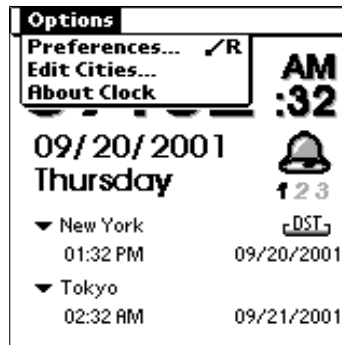 Options
Preferences... /R
Edit Cities...
About Clock
AM
:32
09/20/2001
Thursday
1 2 3
New York DST
01:32 PM 09/20/2001
Tokyo
02:32 AM 09/21/2001